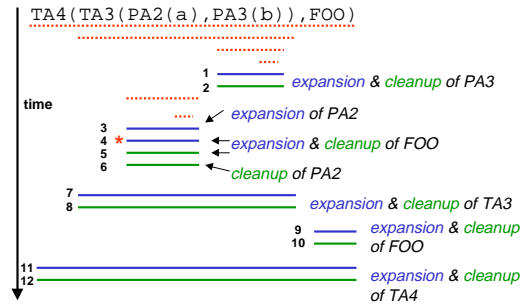 TA4(TA3(PA2(a),PA3(b)),FOO)
1
2
expansion & cleanup of PA3
time
expansion of PA2
3
4
*
expansion & cleanup of FOO
5
6
cleanup of PA2
7
8
expansion & cleanup of TA3
9
10
expansion & cleanup
of FOO
11
12
expansion & cleanup
of TA4